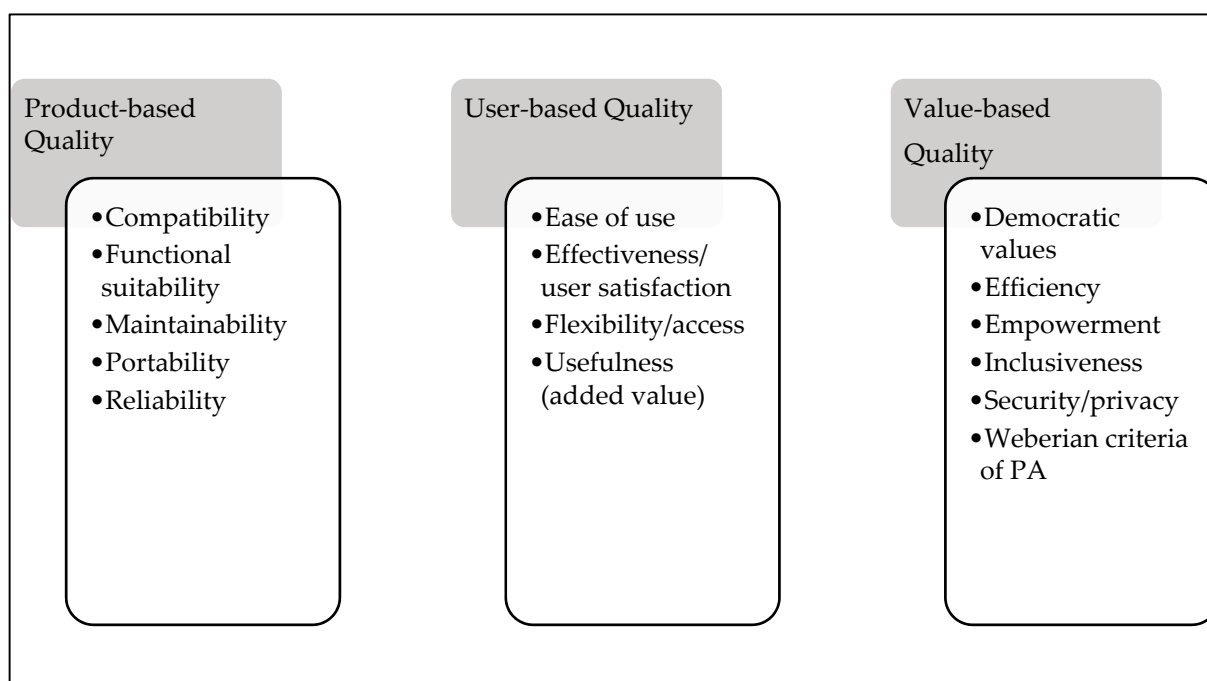 Product-based
Quality
•Compatibility
•Functional
suitability
•Maintainability
•Portability
•Reliability
User-based Quality
•Ease of use
•Effectiveness/
user satisfaction
•Flexibility/access
•Usefulness
(added value)
Value-based
Quality
•Democratic
values
•Efficiency
•Empowerment
•Inclusiveness
•Security/privacy
•Weberian criteria
of PA